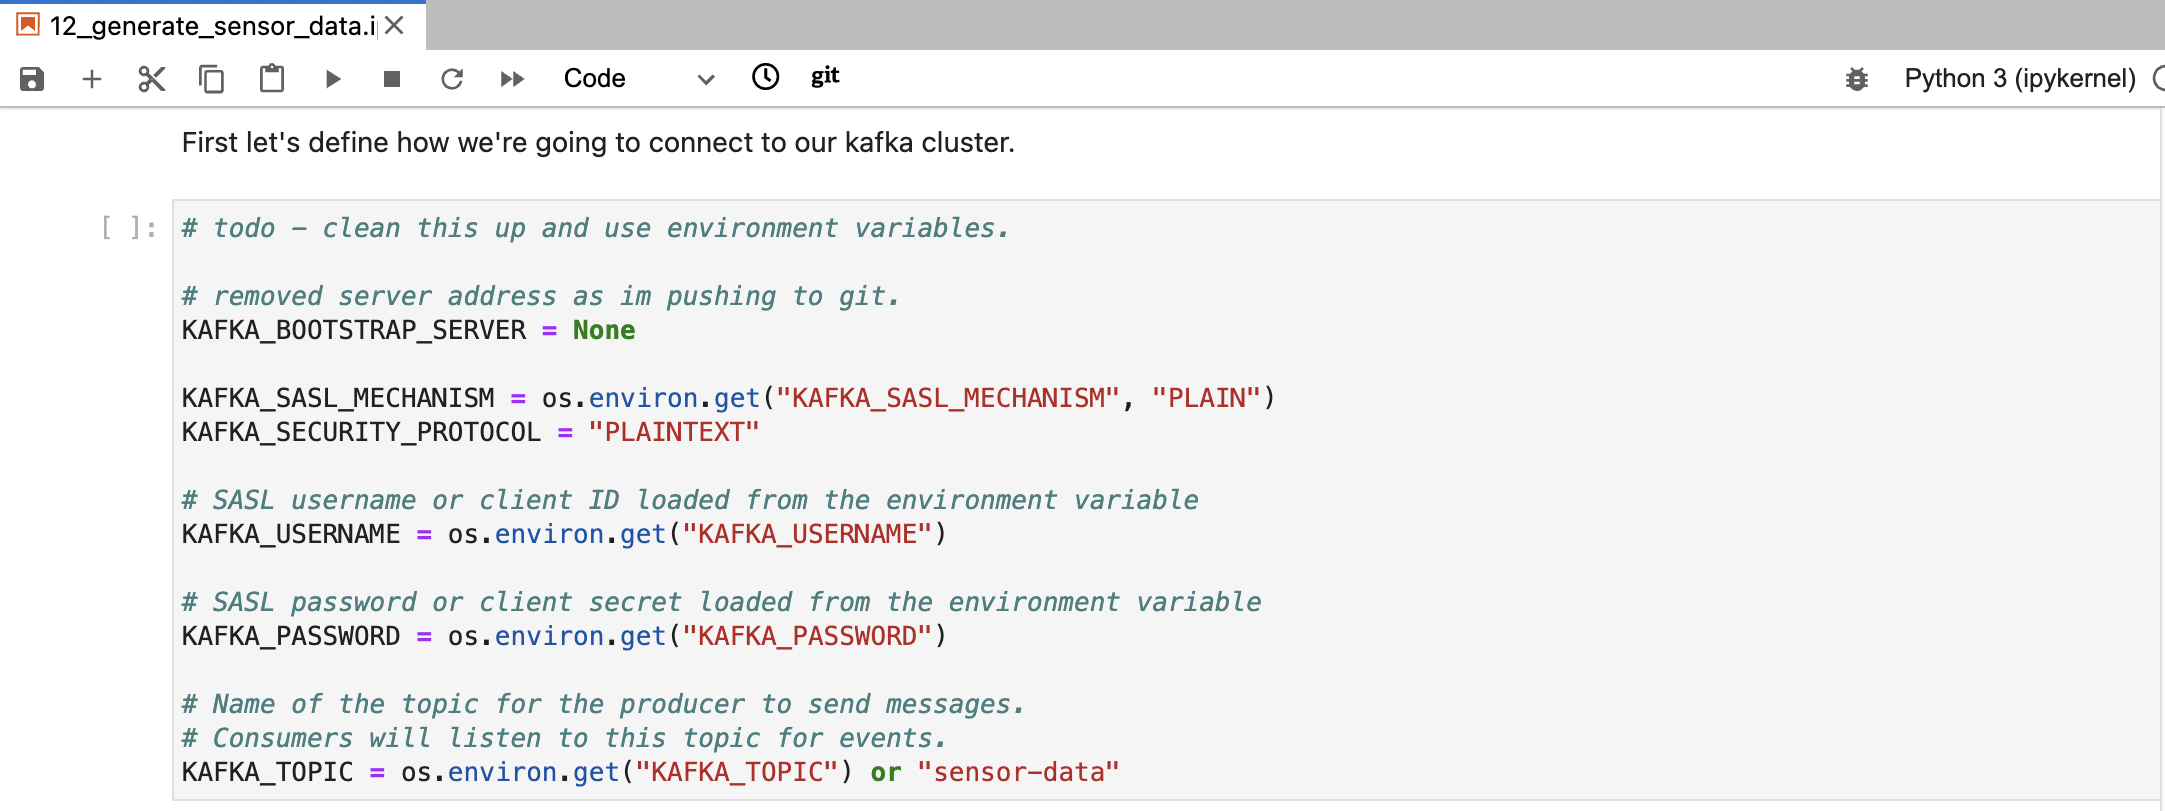 12_generate_sensor_data.i
Code
git
Python 3 (ipykernel)
First let's define how we're going to connect to our kafka cluster.
[ ]:
# todo – clean this up and use environment variables.
# removed server address as im pushing to git.
KAFKA_BOOTSTRAP_SERVER = None
KAFKA_SASL_MECHANISM = os.environ.get("KAFKA_SASL_MECHANISM", "PLAIN")
KAFKA_SECURITY_PROTOCOL = "PLAINTEXT"
# SASL username or client ID loaded from the environment variable
KAFKA_USERNAME = os.environ.get("KAFKA_USERNAME")
# SASL password or client secret loaded from the environment variable
KAFKA_PASSWORD = os.environ.get("KAFKA_PASSWORD")
# Name of the topic for the producer to send messages.
# Consumers will listen to this topic for events.
KAFKA_TOPIC = os.environ.get("KAFKA_TOPIC") or "sensor-data"